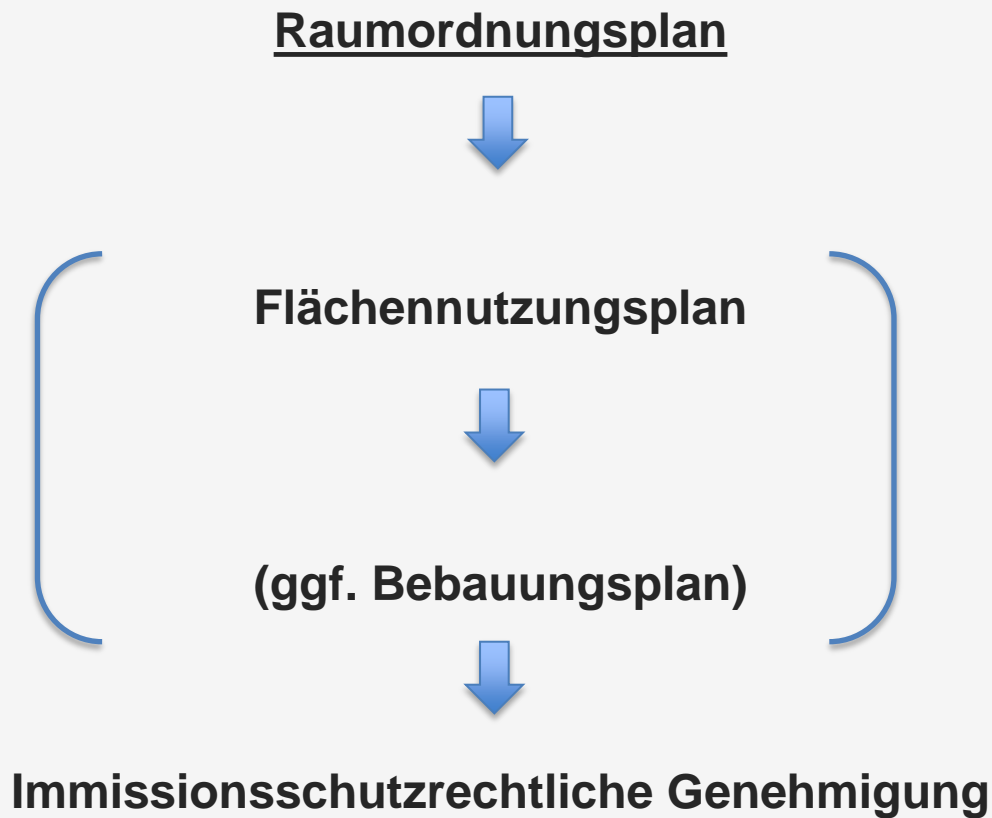 Raumordnungsplan
Flächennutzungsplan
(ggf. Bebauungsplan)
Immissionsschutzrechtliche Genehmigung